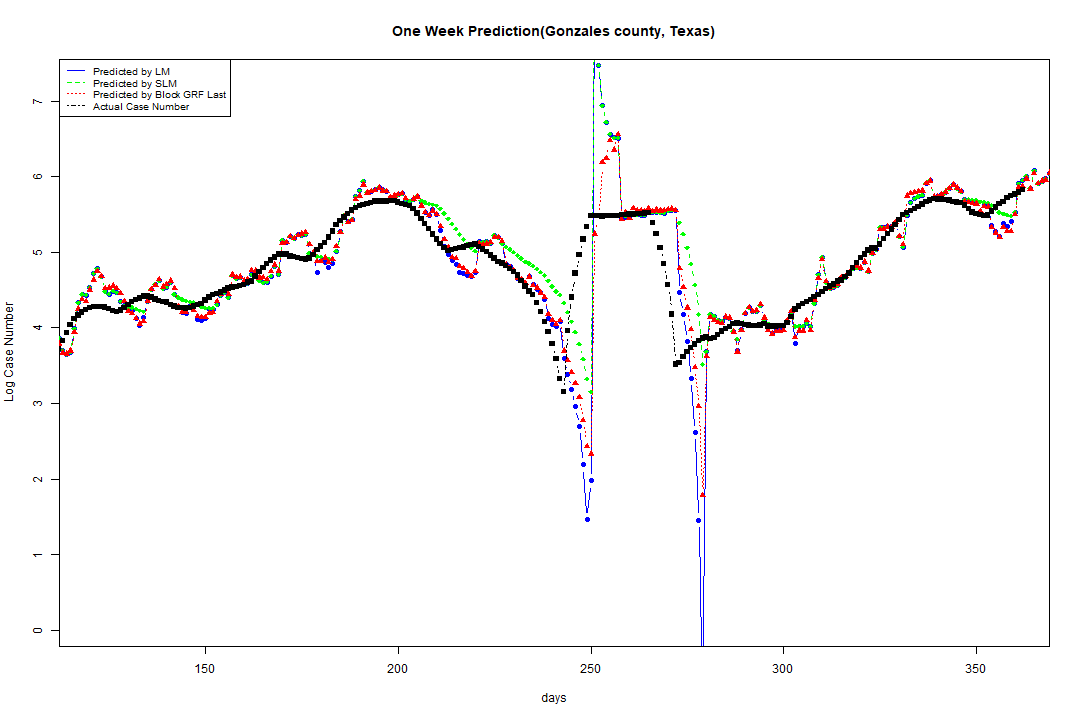 One Week Prediction(Gonzales county, Texas)
Predicted by LM
Predicted by SLM
Predicted by Block GRF Last
Actual Case Number
7
6
5
4
3
2
1
0
Log Case Number
150 200 250 300 350
days